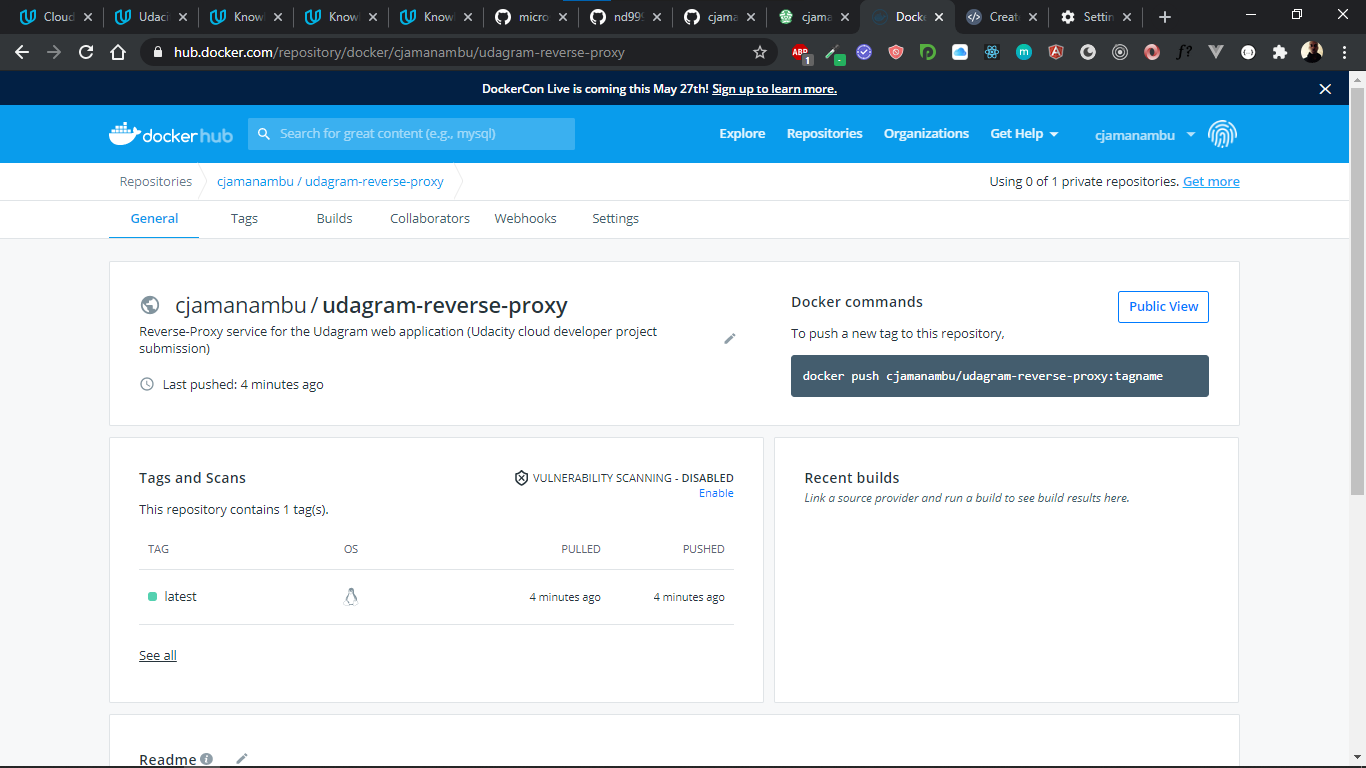 Cloud
Udaci
Knowl
Knowl
Knowl
micro
nd995
cjama
cjama
Docke
Create
Settin
hub.docker.com/repository/docker/cjamanambu/udagram-reverse-proxy
ABP
1
f?
DockerCon Live is coming this May 27th! Sign up to learn more.
dockerhub
Search for great content (e.g., mysql)
Explore
Repositories
Organizations
Get Help
cjamanambu
Repositories
cjamanambu / udagram-reverse-proxy
Using 0 of 1 private repositories. Get more
General
Tags
Builds
Collaborators
Webhooks
Settings
cjamanambu / udagram-reverse-proxy
Reverse-Proxy service for the Udagram web application (Udacity cloud developer project
submission)
Last pushed: 4 minutes ago
Docker commands
Public View
To push a new tag to this repository,
docker push cjamanambu/udagram-reverse-proxy:tagname
Tags and Scans
VULNERABILITY SCANNING - DISABLED
Enable
This repository contains 1 tag(s).
TAG
OS
PULLED
PUSHED
latest
4 minutes ago
4 minutes ago
See all
Recent builds
Link a source provider and run a build to see build results here.
Readme